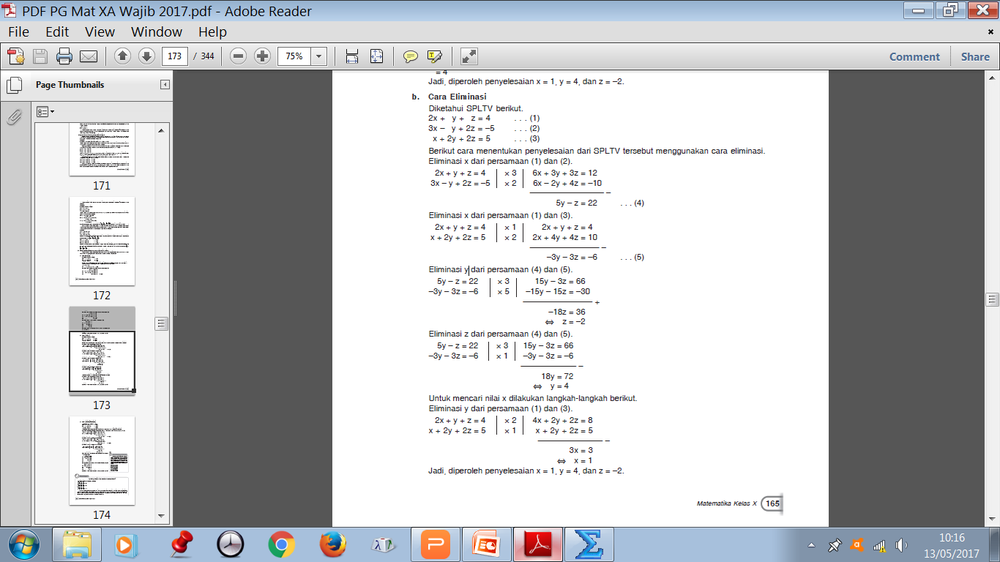 PDF PG Mat XA Wajib 2017.pdf - Adobe Reader
File Edit View Window Help
173 / 344 75% Comment Share
Page Thumbnails
171
172
173
174
= 4
Jadi, diperoleh penyelesaian x = 1, y = 4, dan z = –2.
b. Cara Eliminasi
Diketahui SPLTV berikut.
2x + y + z = 4 . . . (1)
3x – y + 2z = –5 . . . (2)
x + 2y + 2z = 5 . . . (3)
Berikut cara menentukan penyelesaian dari SPLTV tersebut menggunakan cara eliminasi.
Eliminasi x dari persamaan (1) dan (2).
2x + y + z = 4 | × 3 | 6x + 3y + 3z = 12
3x – y + 2z = –5 | × 2 | 6x – 2y + 4z = –10
–
5y – z = 22 . . . (4)
Eliminasi x dari persamaan (1) dan (3).
2x + y + z = 4 | × 1 | 2x + y + z = 4
x + 2y + 2z = 5 | × 2 | 2x + 4y + 4z = 10
–
–3y – 3z = –6 . . . (5)
Eliminasi y dari persamaan (4) dan (5).
5y – z = 22 | × 3 | 15y – 3z = 66
–3y – 3z = –6 | × 5 | –15y – 15z = –30
+
–18z = 36
⇔ z = –2
Eliminasi z dari persamaan (4) dan (5).
5y – z = 22 | × 3 | 15y – 3z = 66
–3y – 3z = –6 | × 1 | –3y – 3z = –6
–
18y = 72
⇔ y = 4
Untuk mencari nilai x dilakukan langkah-langkah berikut.
Eliminasi y dari persamaan (1) dan (3).
2x + y + z = 4 | × 2 | 4x + 2y + 2z = 8
x + 2y + 2z = 5 | × 1 | x + 2y + 2z = 5
–
3x = 3
⇔ x = 1
Jadi, diperoleh penyelesaian x = 1, y = 4, dan z = –2.
Matematika Kelas X 165
10:16
13/05/2017